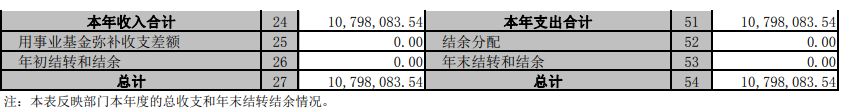 本年收入合计 24 10,798,083.54 本年支出合计 51 10,798,083.54
用事业基金弥补收支差额 25 0.00 结余分配 52 0.00
年初结转和结余 26 0.00 年末结转和结余 53 0.00
总计 27 10,798,083.54 总计 54 10,798,083.54
注：本表反映部门本年度的总收支和年末结转结余情况。